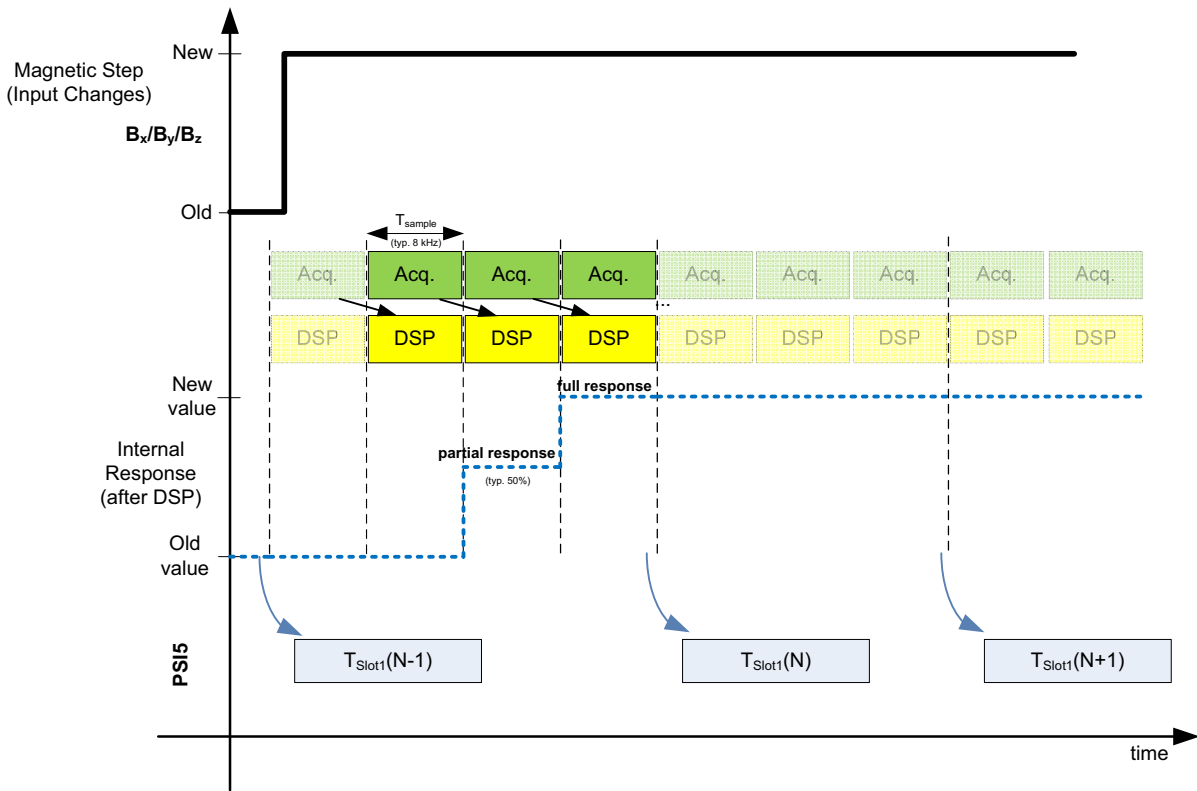 New
Magnetic Step
(Input Changes)
Bx/By/Bz
Old
Tsample
(typ. 8 kHz)
Acq. Acq. Acq. Acq. Acq. Acq. Acq. Acq. Acq.
...
DSP DSP DSP DSP DSP DSP DSP DSP DSP
New
value
full response
Internal
Response
(after DSP)
partial response
(typ. 50%)
Old
value
PSI5
TSlot1(N-1) TSlot1(N) TSlot1(N+1)
time